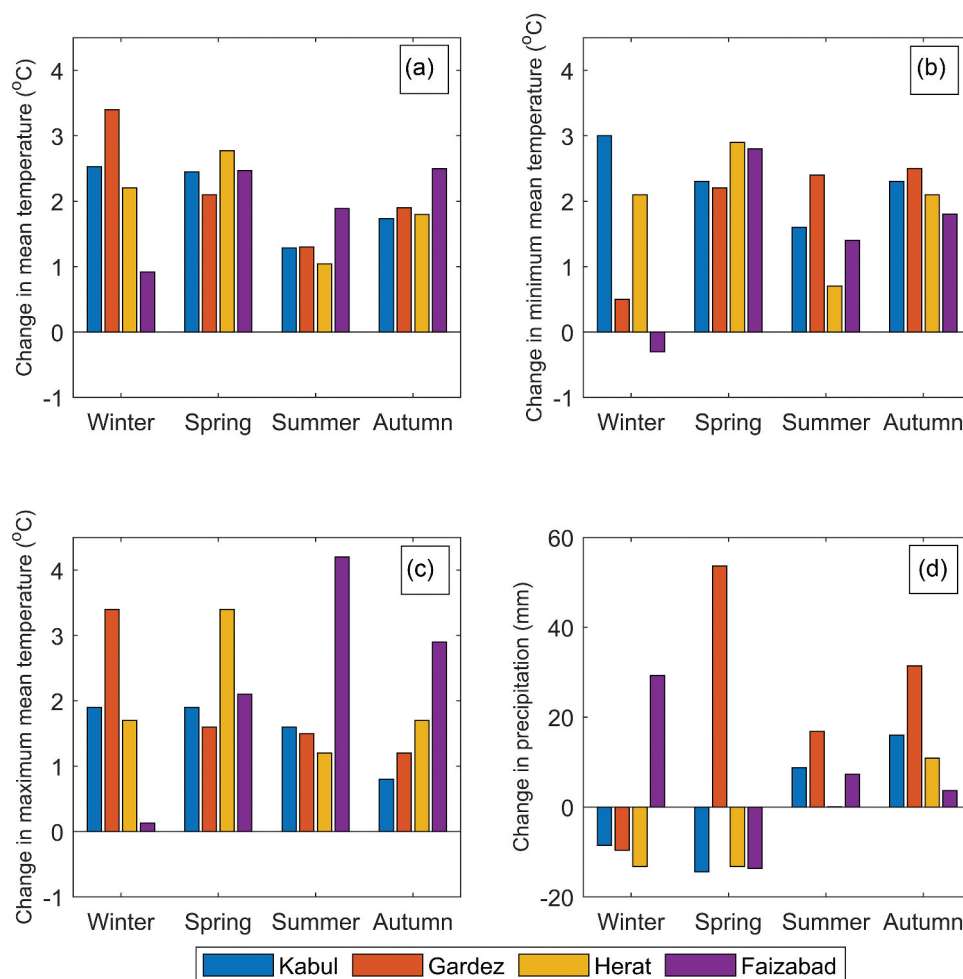 (a)
Change in mean temperature (°C)
4
3
2
1
0
-1
Winter Spring Summer Autumn
(b)
Change in minimum mean temperature (°C)
4
3
2
1
0
-1
Winter Spring Summer Autumn
(c)
Change in maximum mean temperature (°C)
4
3
2
1
0
-1
Winter Spring Summer Autumn
(d)
Change in precipitation (mm)
60
40
20
0
-20
Winter Spring Summer Autumn
Kabul Gardez Herat Faizabad